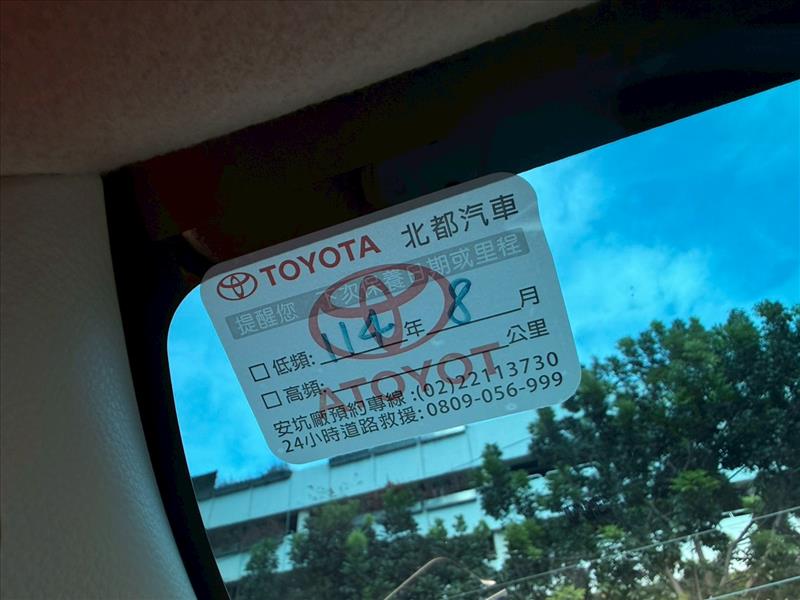 TOYOTA 北都汽車
提醒您 下次保養日期或里程
低頻: 114 年 8 月
高頻: 公里
TOYOTA
安坑廠預約專線:(02)22113730
24小時道路救援:0809-056-999